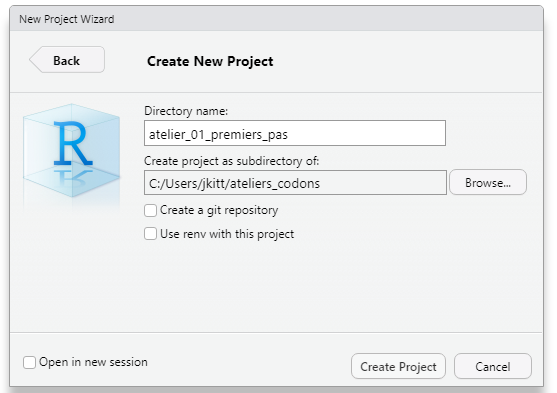 New Project Wizard
Back
Create New Project
R
Directory name:
atelier_01_premiers_pas
Create project as subdirectory of:
C:/Users/jkitt/ateliers_codons
Browse...
Create a git repository
Use renv with this project
Open in new session
Create Project
Cancel